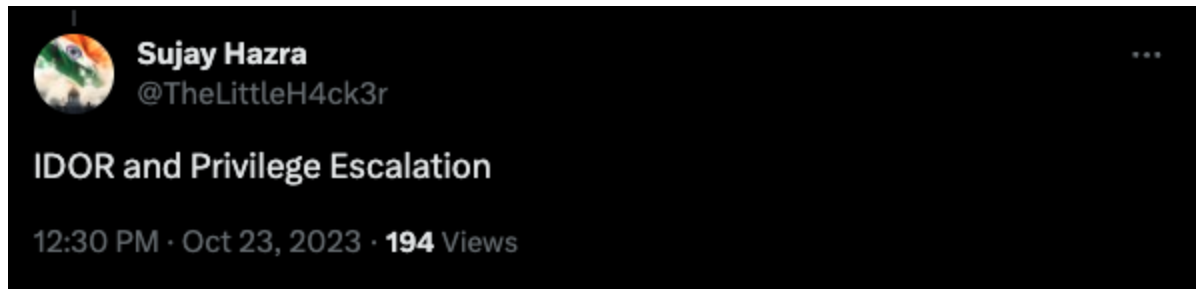 Sujay Hazra
@TheLittleH4ck3r
IDOR and Privilege Escalation
12:30 PM · Oct 23, 2023 · 194 Views